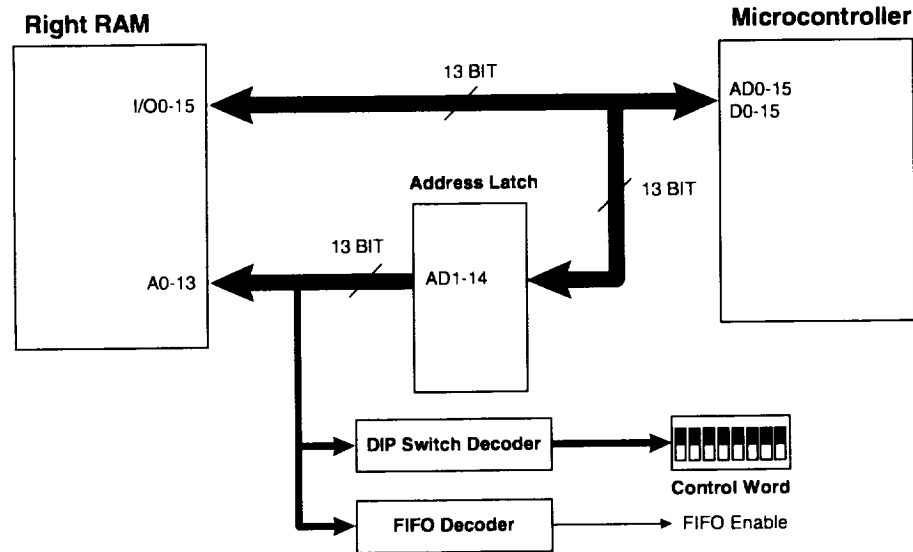 Right RAM
Microcontroller
13 BIT
I/O0-15
AD0-15
D0-15
Address Latch
13 BIT
13 BIT
A0-13
AD1-14
DIP Switch Decoder
Control Word
FIFO Decoder
FIFO Enable